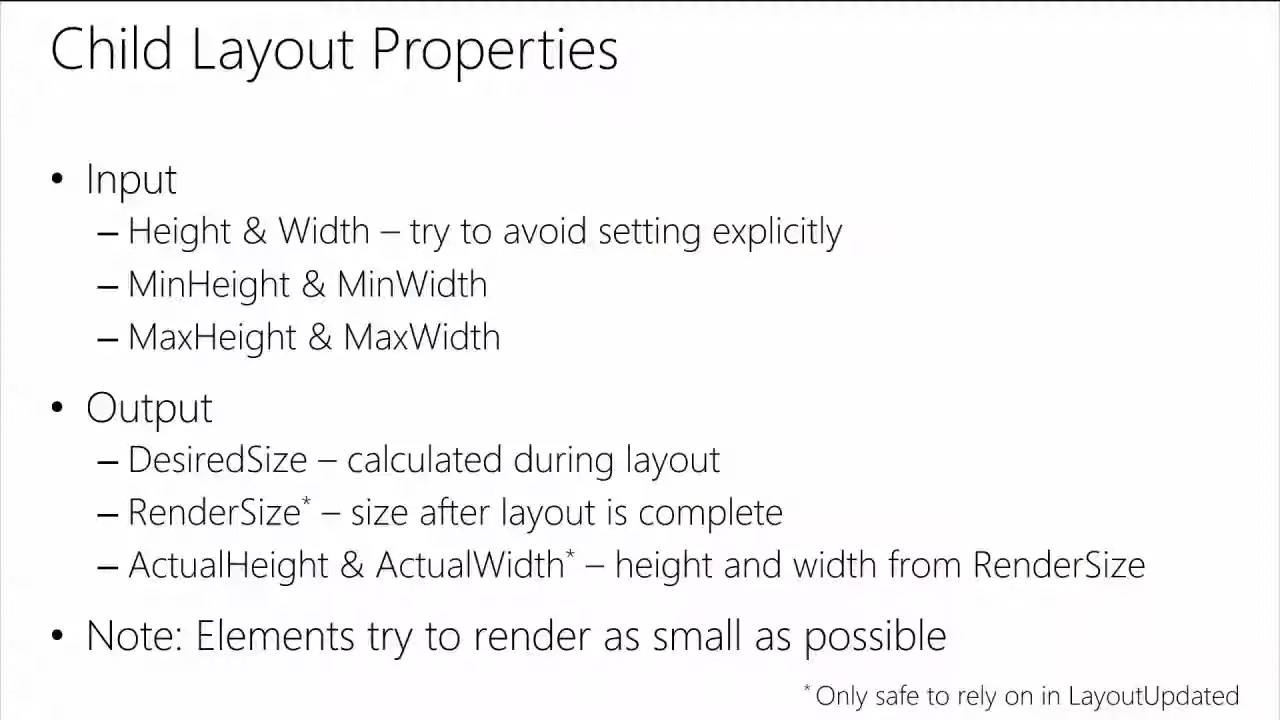 Child Layout Properties
• Input
– Height & Width – try to avoid setting explicitly
– MinHeight & MinWidth
– MaxHeight & MaxWidth
• Output
– DesiredSize – calculated during layout
– RenderSize* – size after layout is complete
– ActualHeight & ActualWidth* – height and width from RenderSize
• Note: Elements try to render as small as possible
* Only safe to rely on in LayoutUpdated